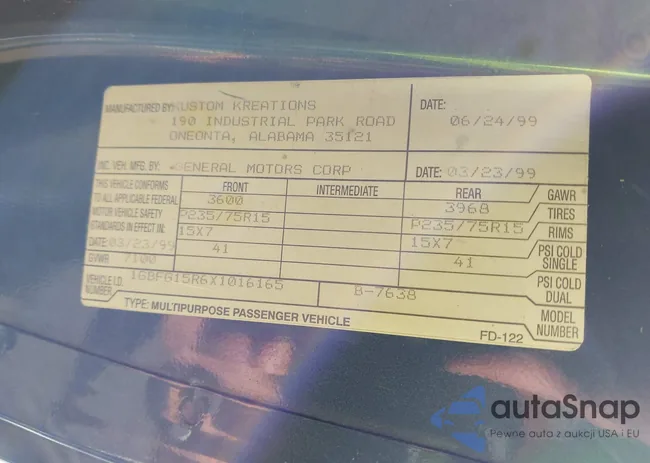 MANUFACTURED BY: KUSTOM KREATIONS
190 INDUSTRIAL PARK ROAD
ONEONTA, ALABAMA 35121
DATE:
06/24/99
INC. VEH. MFG. BY: GENERAL MOTORS CORP
DATE: 03/23/99
THIS VEHICLE CONFORMS
TO ALL APPLICABLE FEDERAL
MOTOR VEHICLE SAFETY
STANDARDS IN EFFECT IN:
DATE: 03/23/99
GVWR 7100
FRONT INTERMEDIATE REAR GAWR
3600 3968 TIRES
P235/75R15 P235/75R15 RIMS
15X7 15X7 PSI COLD SINGLE
41 41 PSI COLD DUAL
VEHICLE I.D. NUMBER 1GBFG15R6X1016165 B-7638 MODEL NUMBER
TYPE: MULTIPURPOSE PASSENGER VEHICLE
FD-122
autaSnap
Pewne auta z aukcji USA i EU